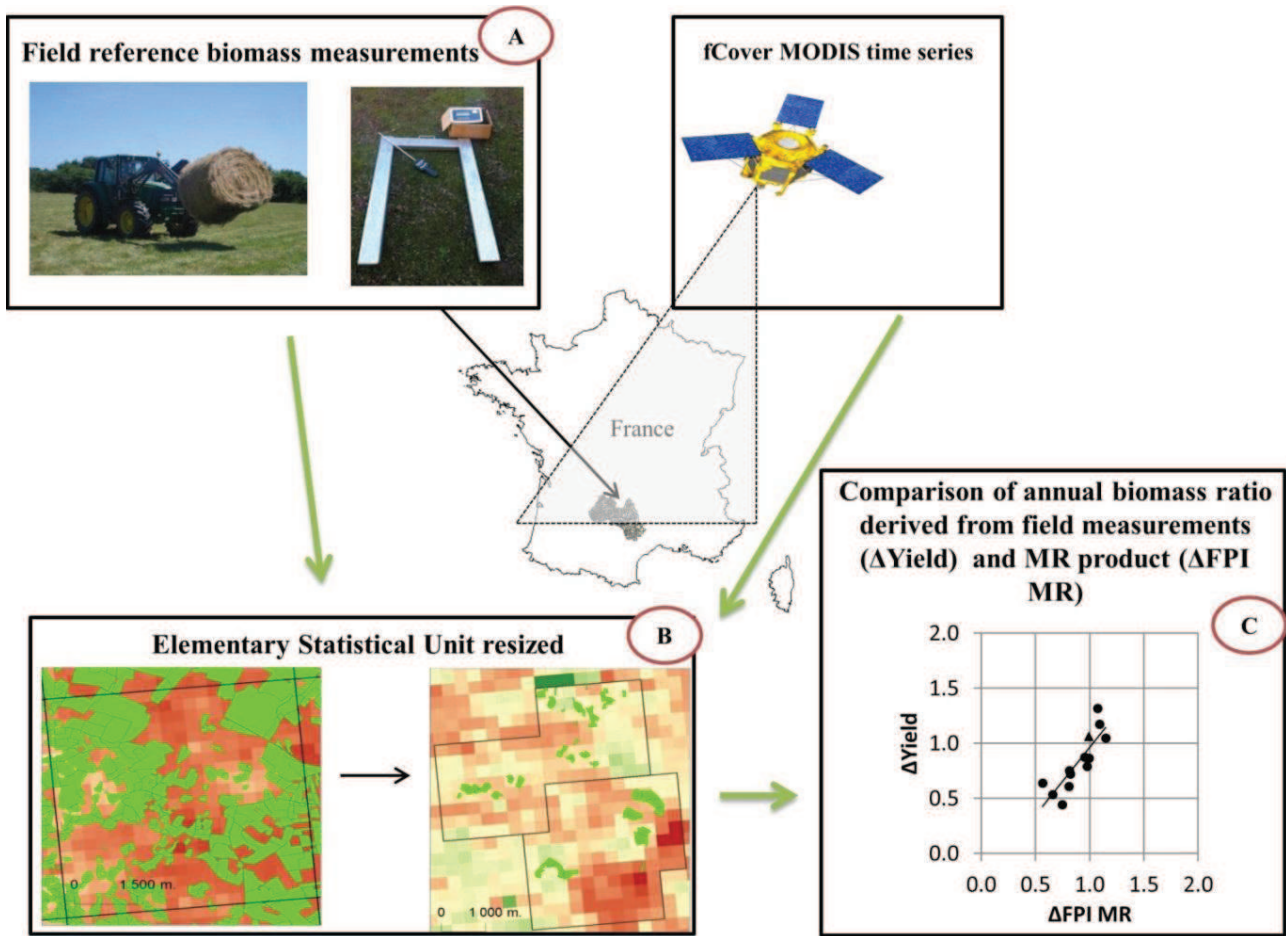 Field reference biomass measurements
A
fCover MODIS time series
France
Elementary Statistical Unit resized
B
0 1 500 m.
0 1 000 m.
Comparison of annual biomass ratio
derived from field measurements
(ΔYield) and MR product (ΔFPI
MR)
C
2.0
1.5
1.0
0.5
0.0
ΔYield
0.0 0.5 1.0 1.5 2.0
ΔFPI MR